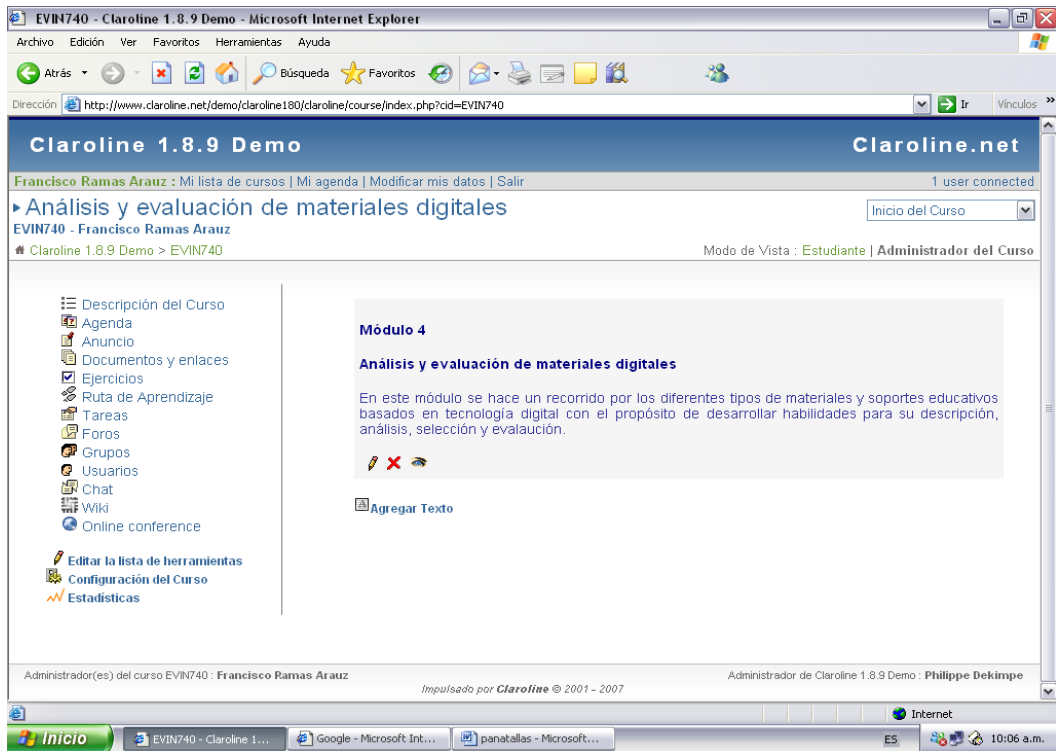 EVIN740 - Claroline 1.8.9 Demo - Microsoft Internet Explorer
Archivo Edición Ver Favoritos Herramientas Ayuda
Atrás Búsqueda Favoritos
Dirección http://www.claroline.net/demo/claroline180/claroline/course/index.php?cid=EVIN740 Ir Vínculos »
Claroline 1.8.9 Demo Claroline.net
Francisco Ramas Arauz : Mi lista de cursos | Mi agenda | Modificar mis datos | Salir 1 user connected
Análisis y evaluación de materiales digitales Inicio del Curso
EVIN740 - Francisco Ramas Arauz
Claroline 1.8.9 Demo > EVIN740 Modo de Vista : Estudiante | Administrador del Curso
Descripción del Curso
Agenda
Anuncio
Documentos y enlaces
Ejercicios
Ruta de Aprendizaje
Tareas
Foros
Grupos
Usuarios
Chat
Wiki
Online conference
Editar la lista de herramientas
Configuración del Curso
Estadísticas
Módulo 4
Análisis y evaluación de materiales digitales
En este módulo se hace un recorrido por los diferentes tipos de materiales y soportes educativos
basados en tecnología digital con el propósito de desarrollar habilidades para su descripción,
análisis, selección y evalaución.
Agregar Texto
Administrador(es) del curso EVIN740 : Francisco Ramas Arauz Administrador de Claroline 1.8.9 Demo : Philippe Dekimpe
Impulsado por Claroline © 2001 - 2007
Internet
Inicio EVIN740 - Claroline 1... Google - Microsoft Int... panatallas - Microsoft... ES 10:06 a.m.